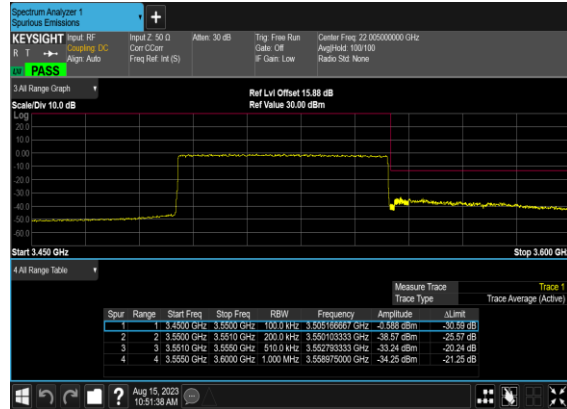 Spectrum Analyzer 1
Spurious Emissions
KEYSIGHT Input: RF Input Z: 50 Ω Atten: 30 dB Trig: Free Run Center Freq: 22.005000000 GHz
R T Coupling: DC Corr CCorr Gate: Off Avg|Hold: 100/100
Align: Auto Freq Ref: Int (S) IF Gain: Low Radio Std: None
PASS
3 All Range Graph
Ref Lvl Offset 15.88 dB
Scale/Div 10.0 dB Ref Value 30.00 dBm
Log
20.0
10.0
0.00
-10.0
-20.0
-30.0
-40.0
-50.0
-60.0
Start 3.450 GHz Stop 3.600 GH
4 All Range Table
Measure Trace Trace 1
Trace Type Trace Average (Active)
Spur Range Start Freq Stop Freq RBW Frequency Amplitude ΔLimit
1 1 3.4500 GHz 3.5500 GHz 100.0 kHz 3.505166667 GHz -0.588 dBm -30.59 dB
2 2 3.5500 GHz 3.5510 GHz 200.0 kHz 3.550103333 GHz -38.57 dBm -25.57 dB
3 3 3.5510 GHz 3.5550 GHz 510.0 kHz 3.552793333 GHz -33.24 dBm -20.24 dB
4 4 3.5550 GHz 3.6000 GHz 1.000 MHz 3.558975000 GHz -34.25 dBm -21.25 dB
Aug 15, 2023
10:51:38 AM